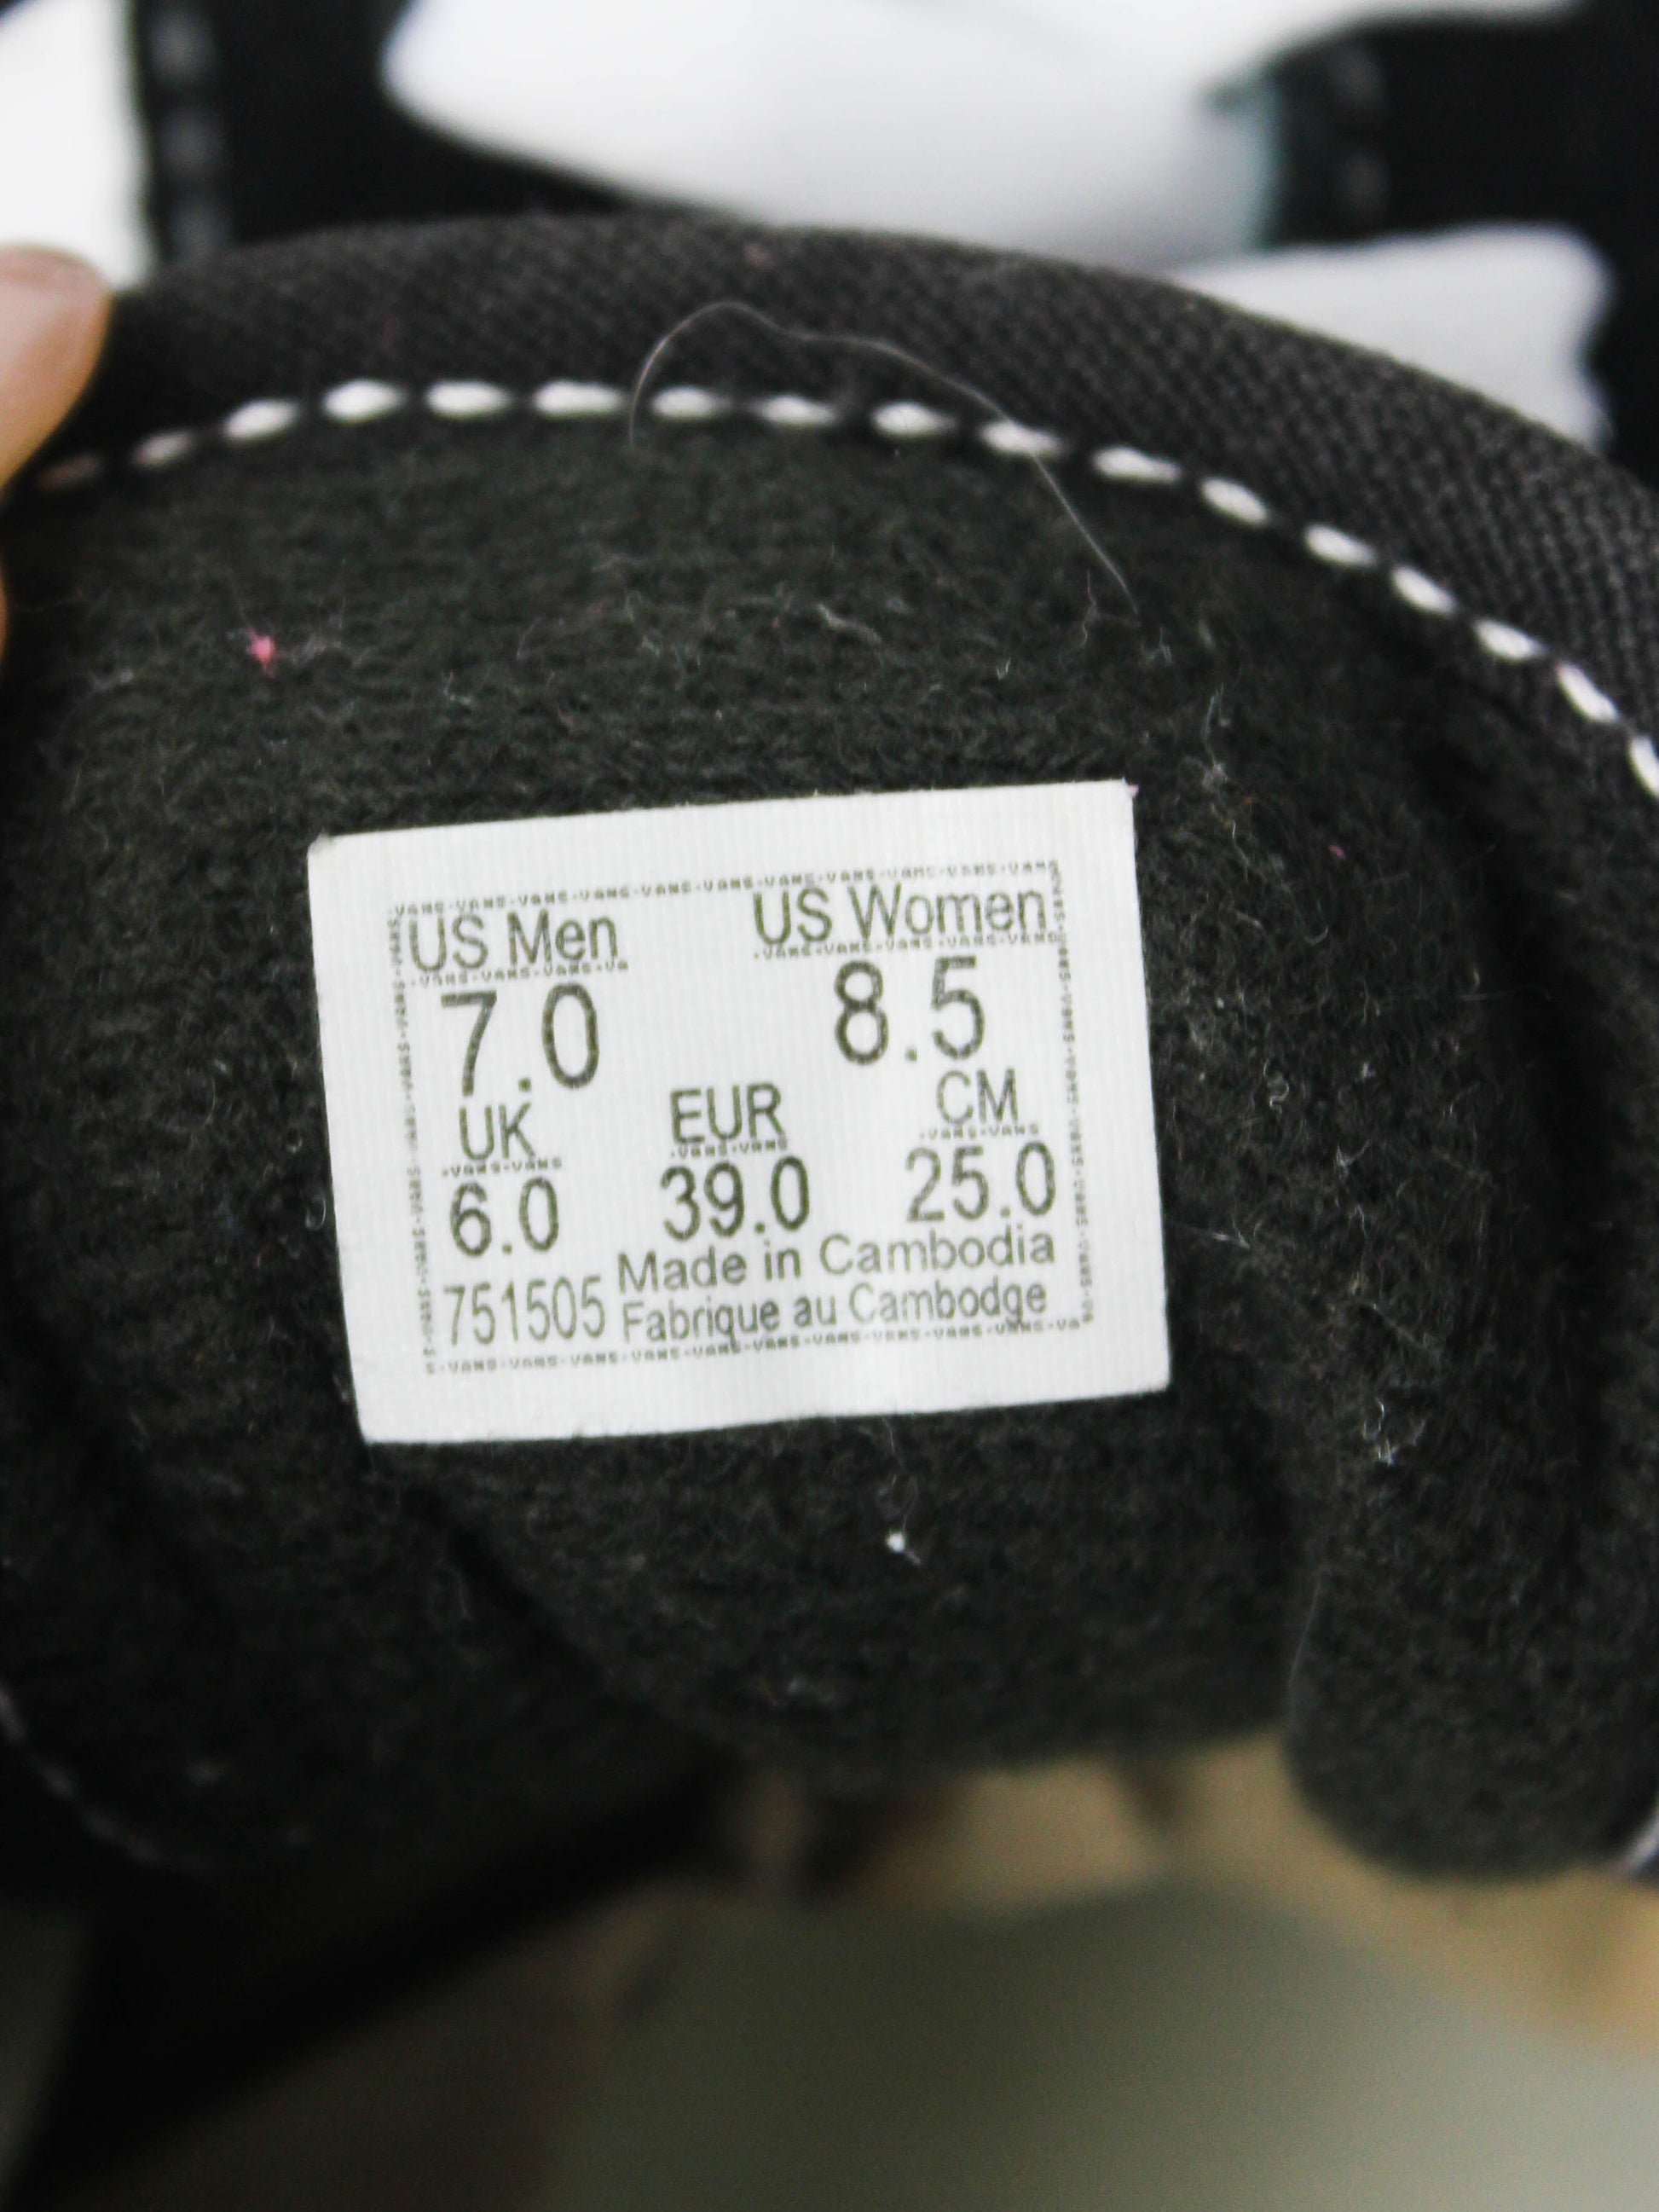 US Men US Women
7.0 8.5
UK EUR CM
6.0 39.0 25.0
Made in Cambodia
751505 Fabrique au Cambodge